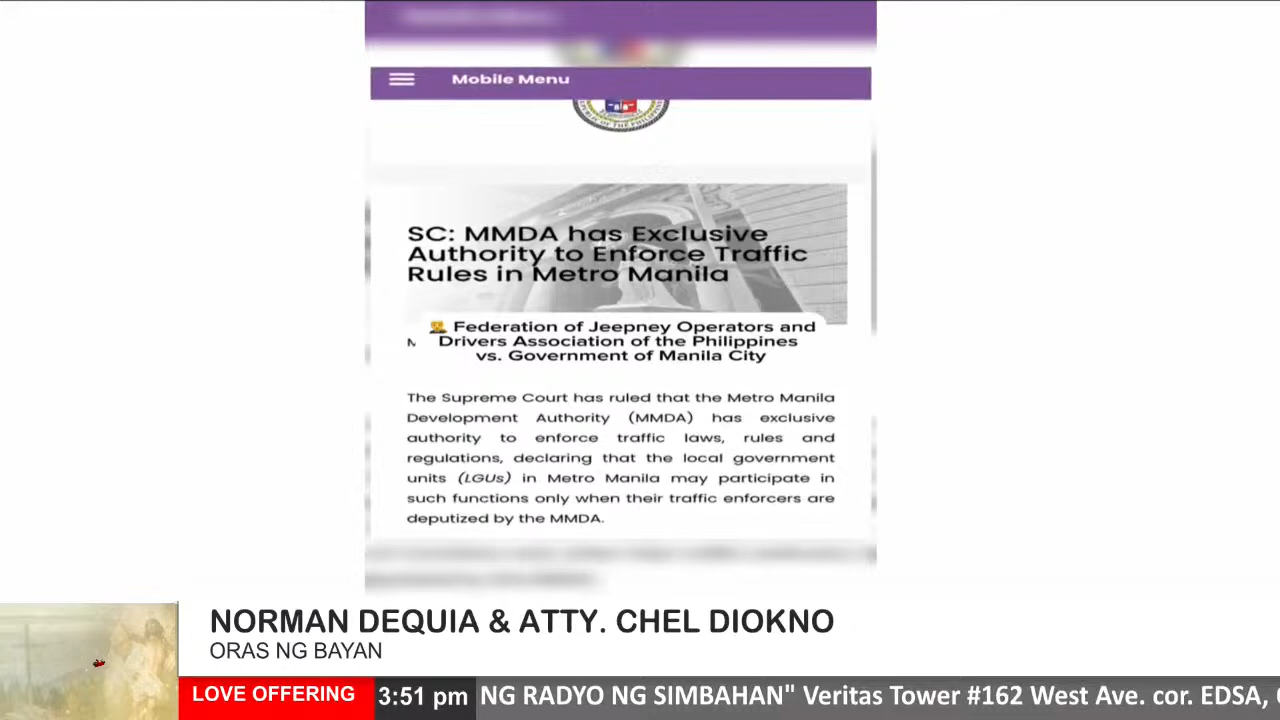 Mobile Menu
REPUBLIC OF THE PHILIPPINES
SC: MMDA has Exclusive
Authority to Enforce Traffic
Rules in Metro Manila
Federation of Jeepney Operators and
Drivers Association of the Philippines
vs. Government of Manila City
The Supreme Court has ruled that the Metro Manila
Development Authority (MMDA) has exclusive
authority to enforce traffic laws, rules and
regulations, declaring that the local government
units (LGUs) in Metro Manila may participate in
such functions only when their traffic enforcers are
deputized by the MMDA.
NORMAN DEQUIA & ATTY. CHEL DIOKNO
ORAS NG BAYAN
LOVE OFFERING
3:51 pm
NG RADYO NG SIMBAHAN" Veritas Tower #162 West Ave. cor. EDSA,